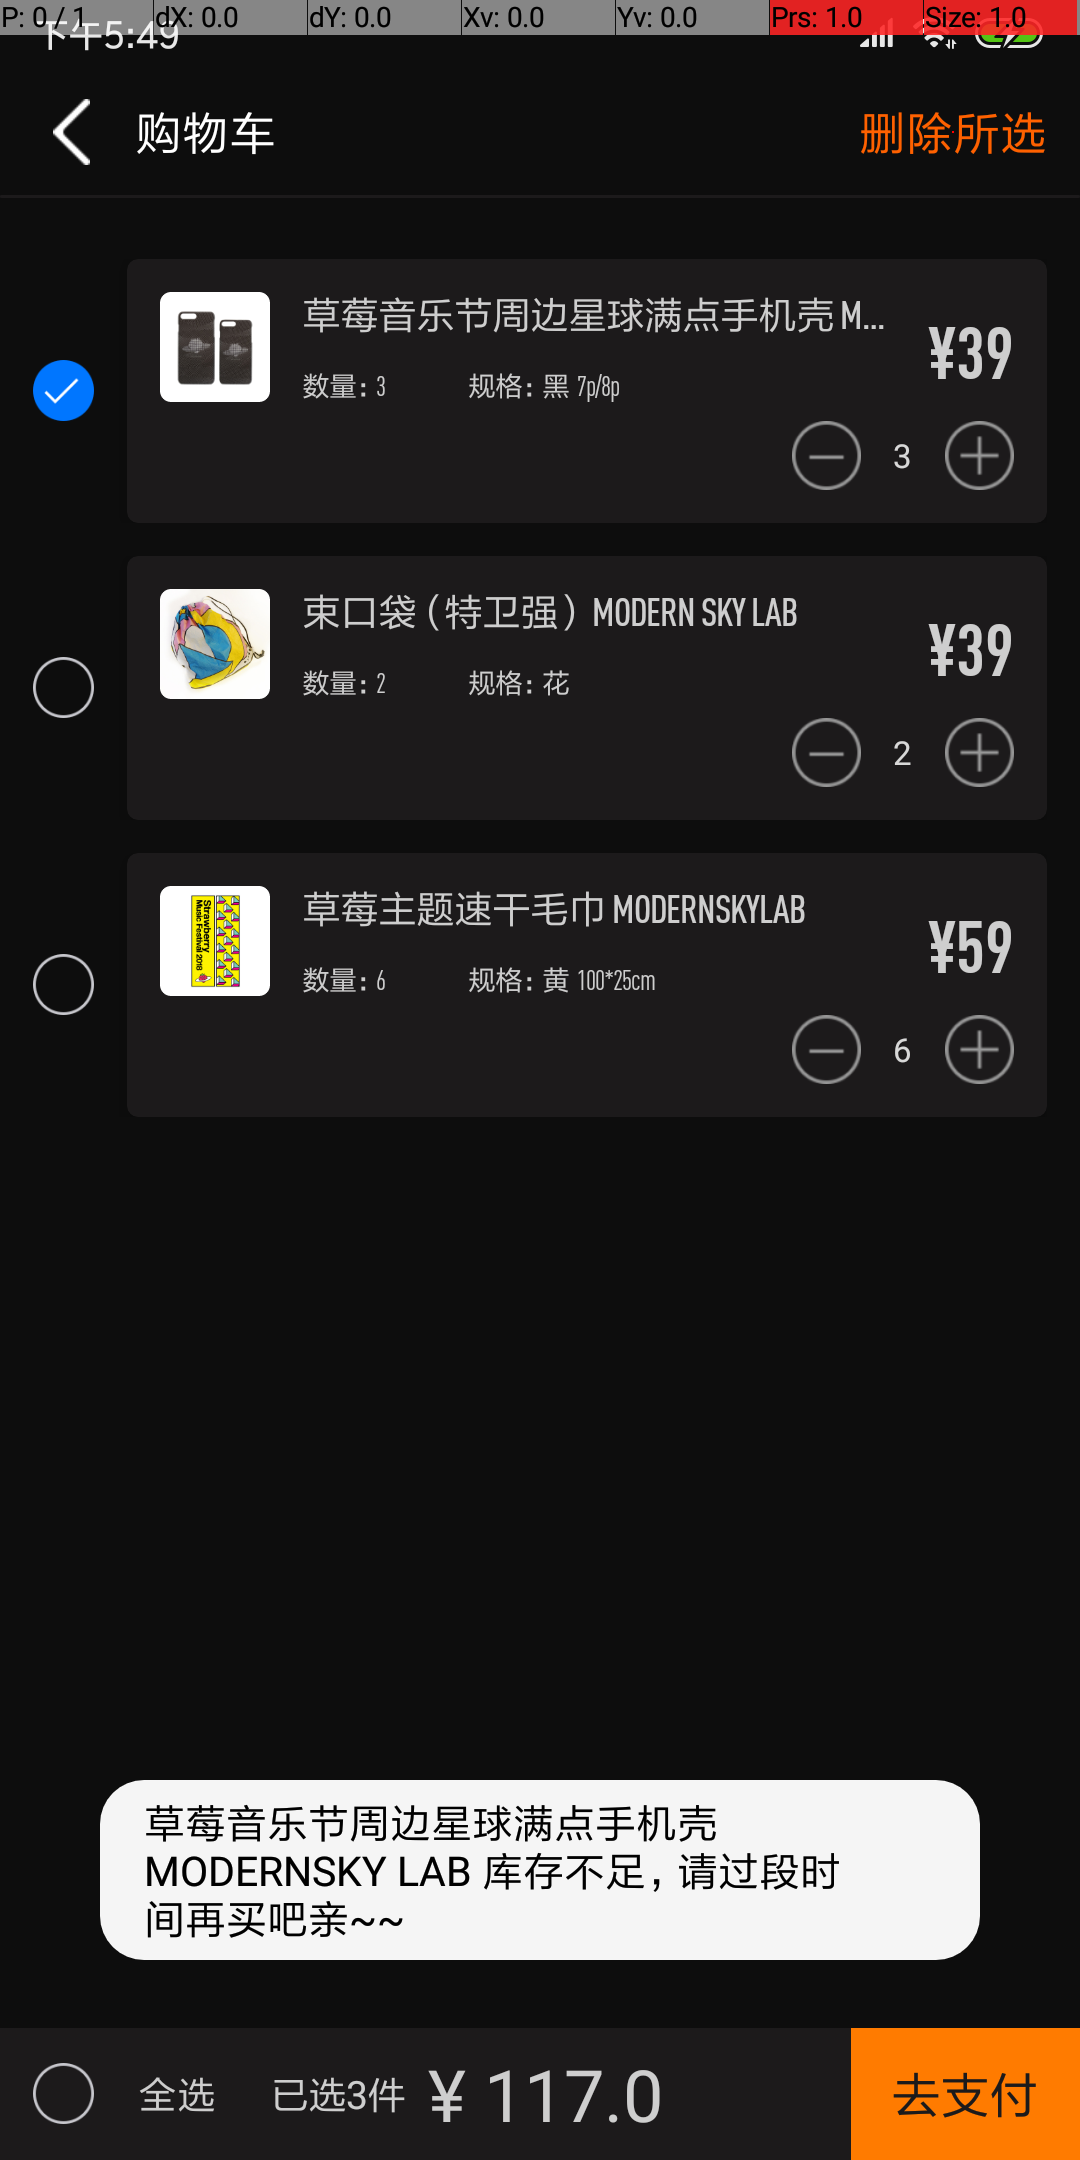 P: 0 / 1 dX: 0.0 dY: 0.0 Xv: 0.0 Yv: 0.0 Prs: 1.0 Size: 1.0
下午5:49
购物车 删除所选
草莓音乐节周边星球满点手机壳 M...
¥39
数量: 3 规格: 黑 7p/8p
3
束口袋（特卫强）MODERN SKY LAB
¥39
数量: 2 规格: 花
2
草莓主题速干毛巾 MODERNSKYLAB
¥59
数量: 6 规格: 黄 100*25cm
6
Strawberry
Music Festival 2018
草莓音乐节周边星球满点手机壳
MODERNSKY LAB 库存不足, 请过段时
间再买吧亲~~
全选 已选3件 ¥ 117.0 去支付